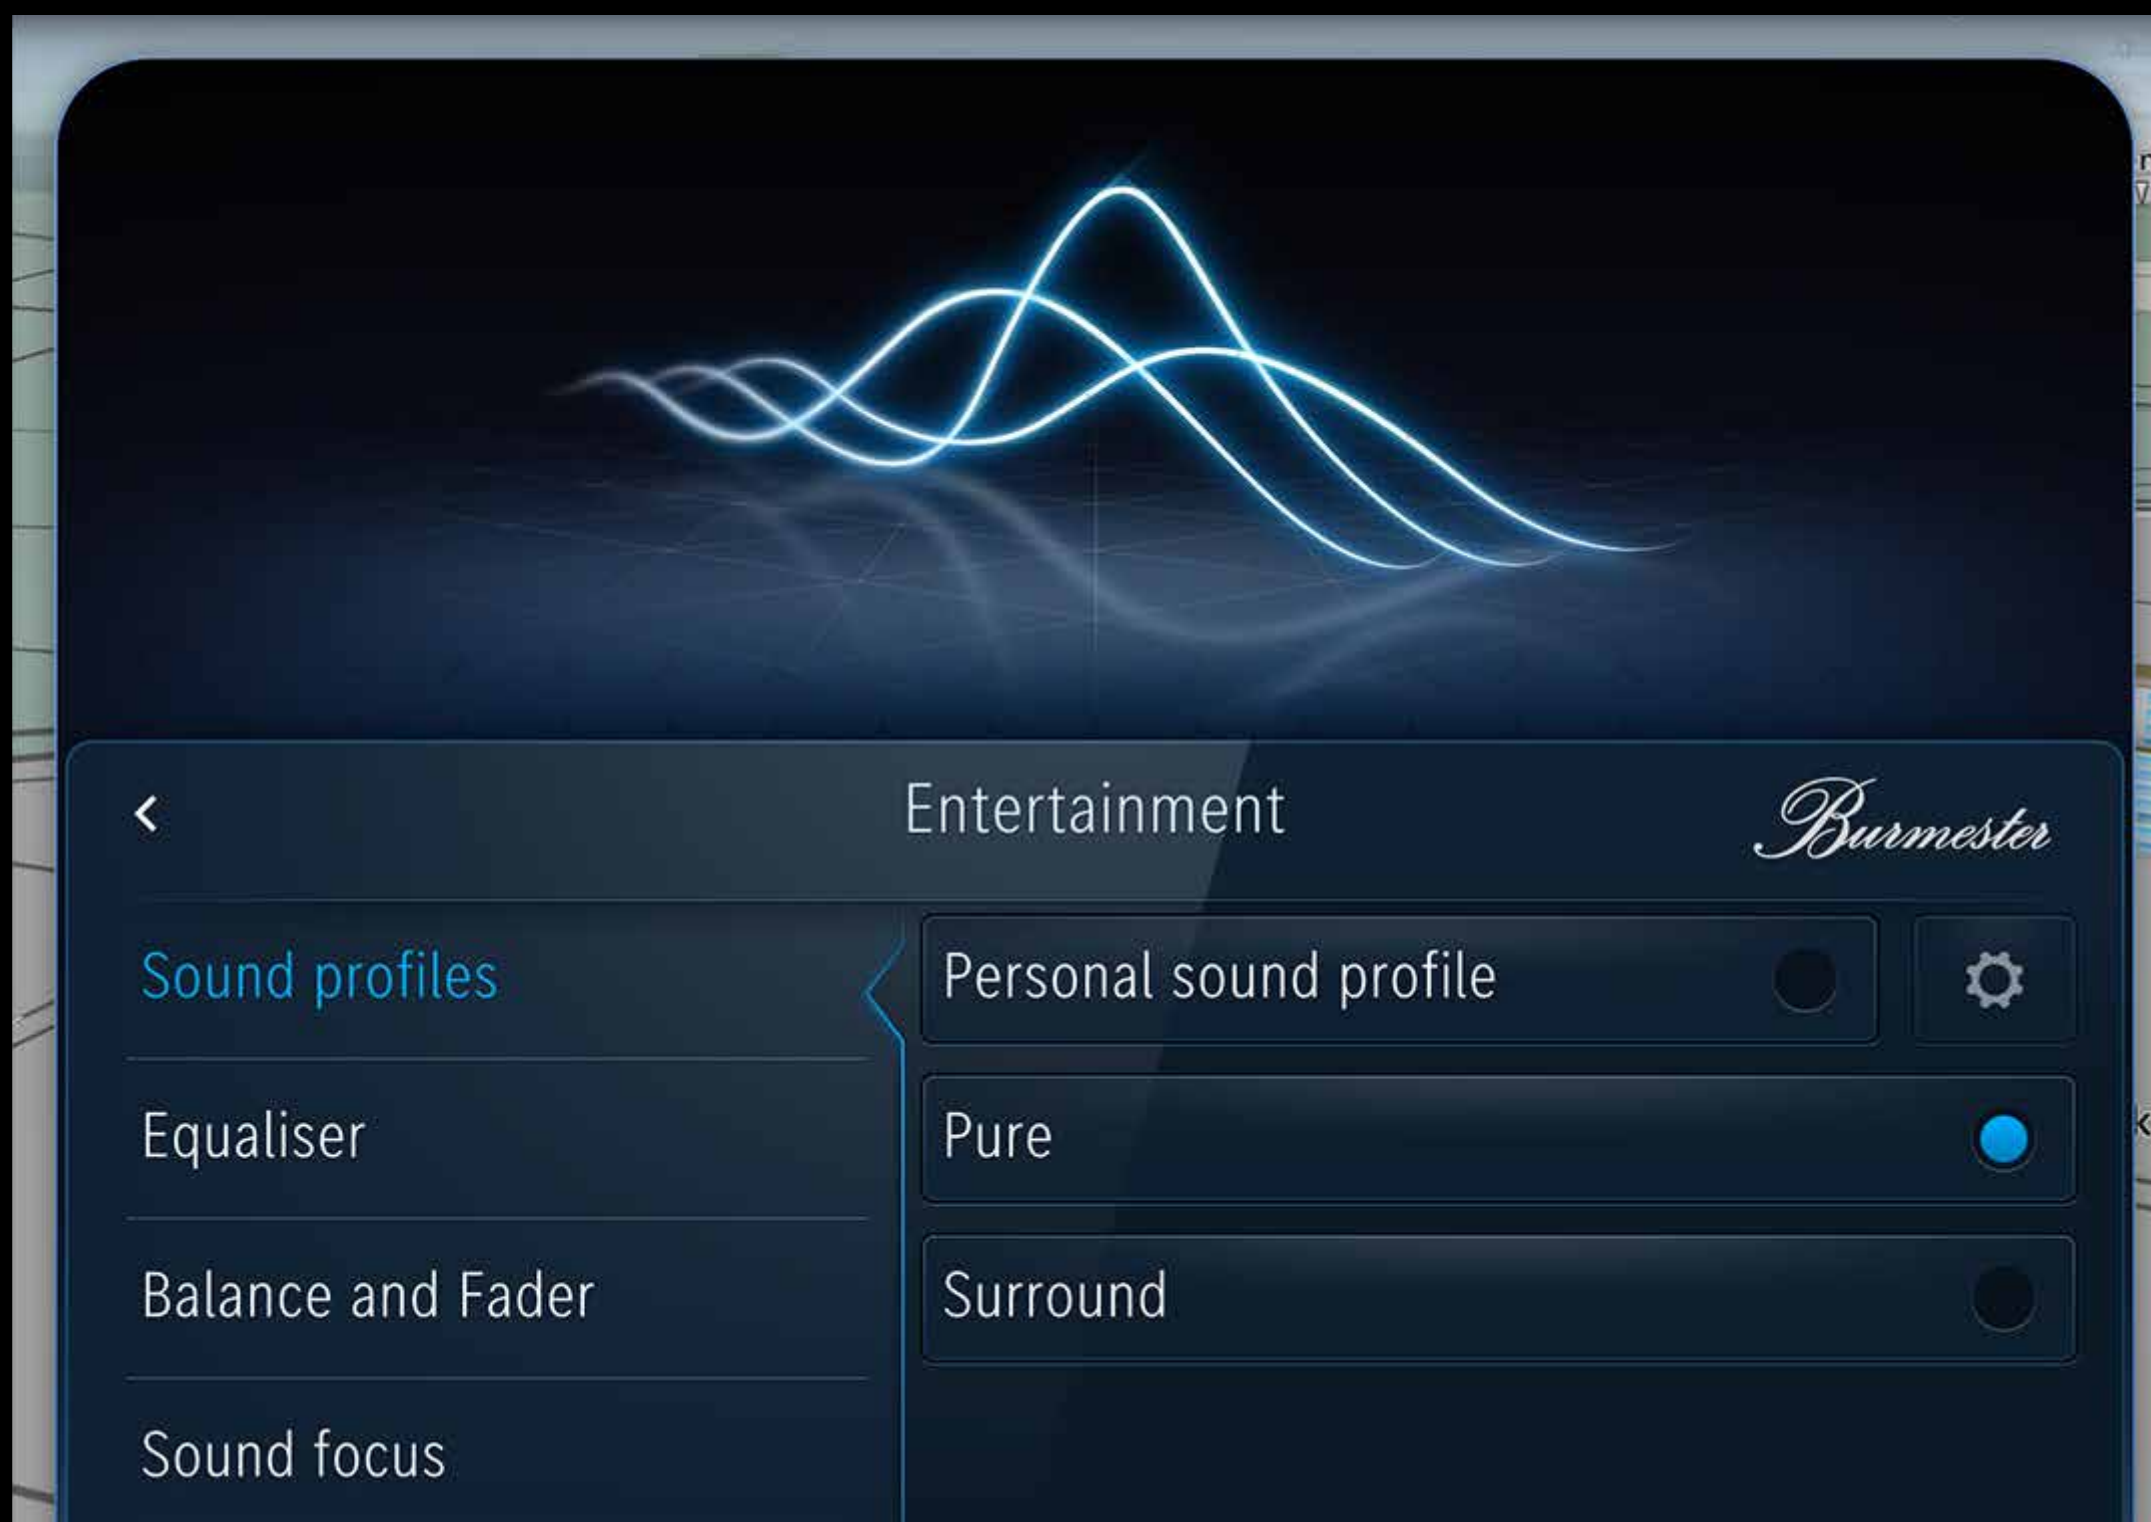 Entertainment
Burmester
Sound profiles
Personal sound profile
Equaliser
Pure
Balance and Fader
Surround
Sound focus